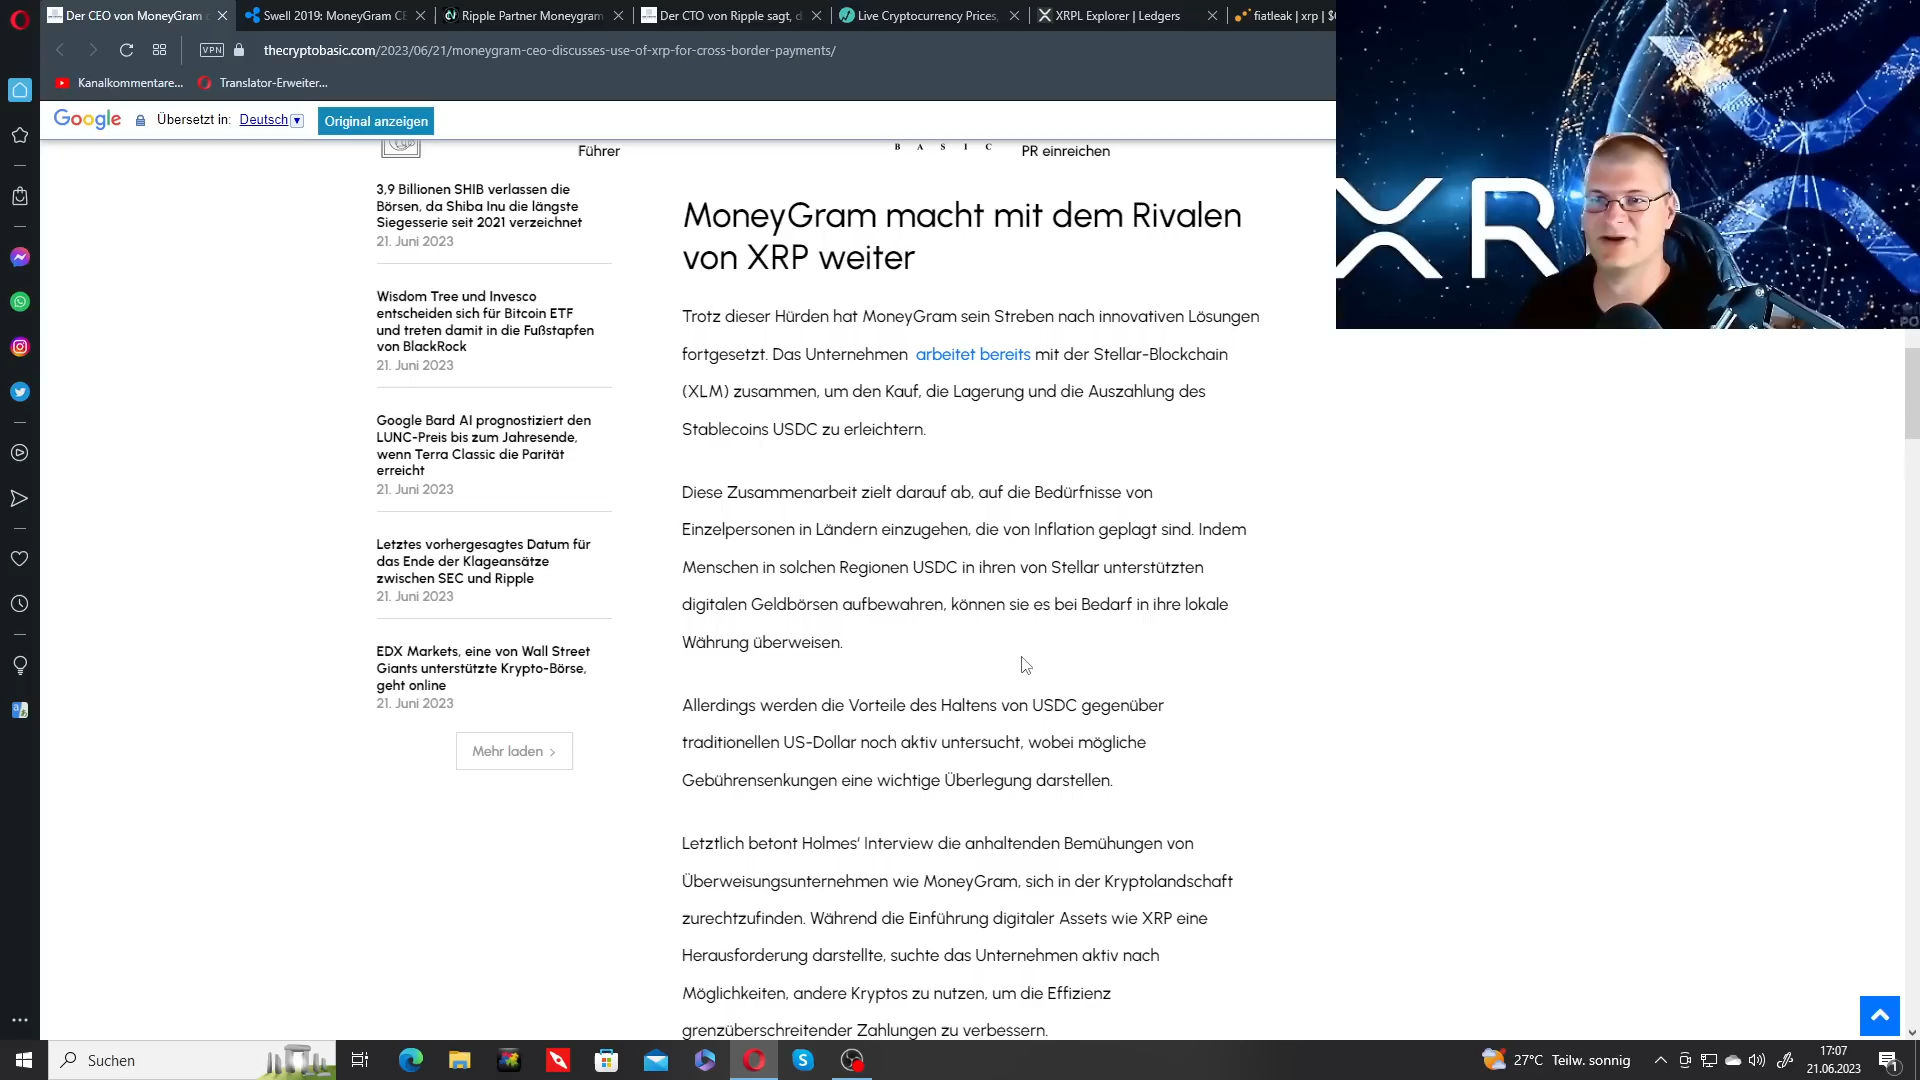 Der CEO von MoneyGram
Swell 2019: MoneyGram CE
Ripple Partner Moneygram
Der CTO von Ripple sagt, d
Live Cryptocurrency Prices,
XRPL Explorer | Ledgers
fiatleak | xrp |
VPN
thecryptobasic.com/2023/06/21/moneygram-ceo-discusses-use-of-xrp-for-cross-border-payments/
Kanalkommentare...
Translator-Erweiter...
Google
Übersetzt in: Deutsch
Original anzeigen
Führer
BASIC
PR einreichen
3,9 Billionen SHIB verlassen die
Börsen, da Shiba Inu die längste
Siegesserie seit 2021 verzeichnet
21. Juni 2023
Wisdom Tree und Invesco
entscheiden sich für Bitcoin ETF
und treten damit in die Fußstapfen
von BlackRock
21. Juni 2023
Google Bard AI prognostiziert den
LUNC-Preis bis zum Jahresende,
wenn Terra Classic die Parität
erreicht
21. Juni 2023
Letztes vorhergesagtes Datum für
das Ende der Klageansätze
zwischen SEC und Ripple
21. Juni 2023
EDX Markets, eine von Wall Street
Giants unterstützte Krypto-Börse,
geht online
21. Juni 2023
Mehr laden
MoneyGram macht mit dem Rivalen
von XRP weiter
Trotz dieser Hürden hat MoneyGram sein Streben nach innovativen Lösungen
fortgesetzt. Das Unternehmen arbeitet bereits mit der Stellar-Blockchain
(XLM) zusammen, um den Kauf, die Lagerung und die Auszahlung des
Stablecoins USDC zu erleichtern.
Diese Zusammenarbeit zielt darauf ab, auf die Bedürfnisse von
Einzelpersonen in Ländern einzugehen, die von Inflation geplagt sind. Indem
Menschen in solchen Regionen USDC in ihren von Stellar unterstützten
digitalen Geldbörsen aufbewahren, können sie es bei Bedarf in ihre lokale
Währung überweisen.
Allerdings werden die Vorteile des Haltens von USDC gegenüber
traditionellen US-Dollar noch aktiv untersucht, wobei mögliche
Gebührensenkungen eine wichtige Überlegung darstellen.
Letztlich betont Holmes' Interview die anhaltenden Bemühungen von
Überweisungsunternehmen wie MoneyGram, sich in der Kryptolandschaft
zurechtzufinden. Während die Einführung digitaler Assets wie XRP eine
Herausforderung darstellte, suchte das Unternehmen aktiv nach
Möglichkeiten, andere Kryptos zu nutzen, um die Effizienz
grenzüberschreitender Zahlungen zu verbessern.
XR
Suchen
27°C Teilw. sonnig
17:07
21.06.2023
1